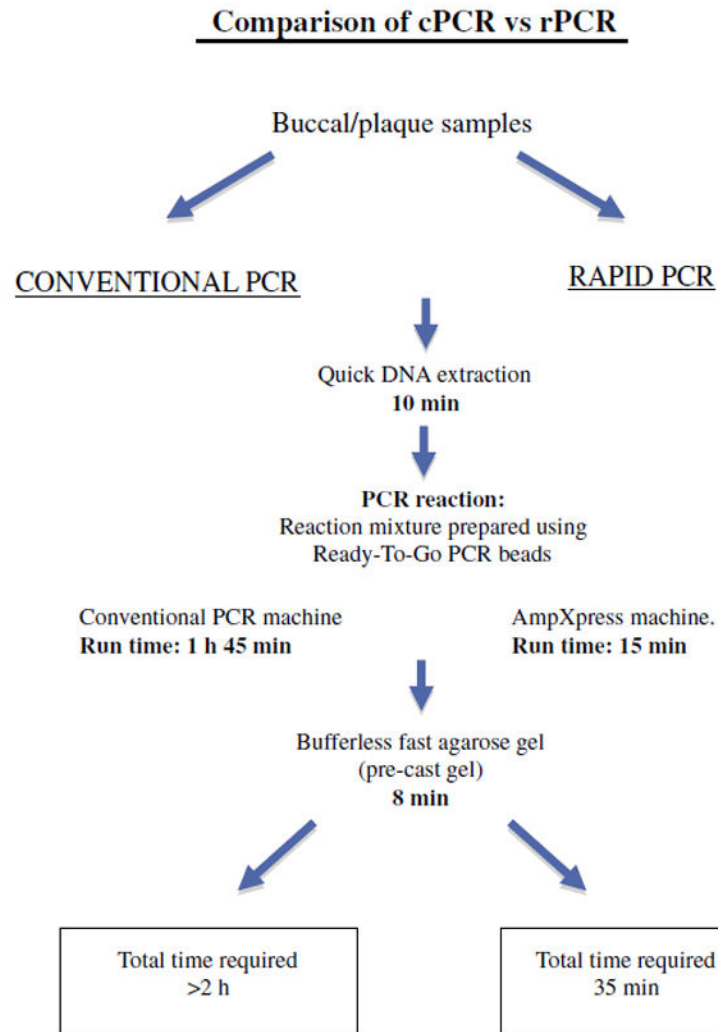 Comparison of cPCR vs rPCR
Buccal/plaque samples
CONVENTIONAL PCR
RAPID PCR
Quick DNA extraction
10 min
PCR reaction:
Reaction mixture prepared using
Ready-To-Go PCR beads
Conventional PCR machine
Run time: 1 h 45 min
AmpXpress machine.
Run time: 15 min
Bufferless fast agarose gel
(pre-cast gel)
8 min
Total time required
>2 h
Total time required
35 min